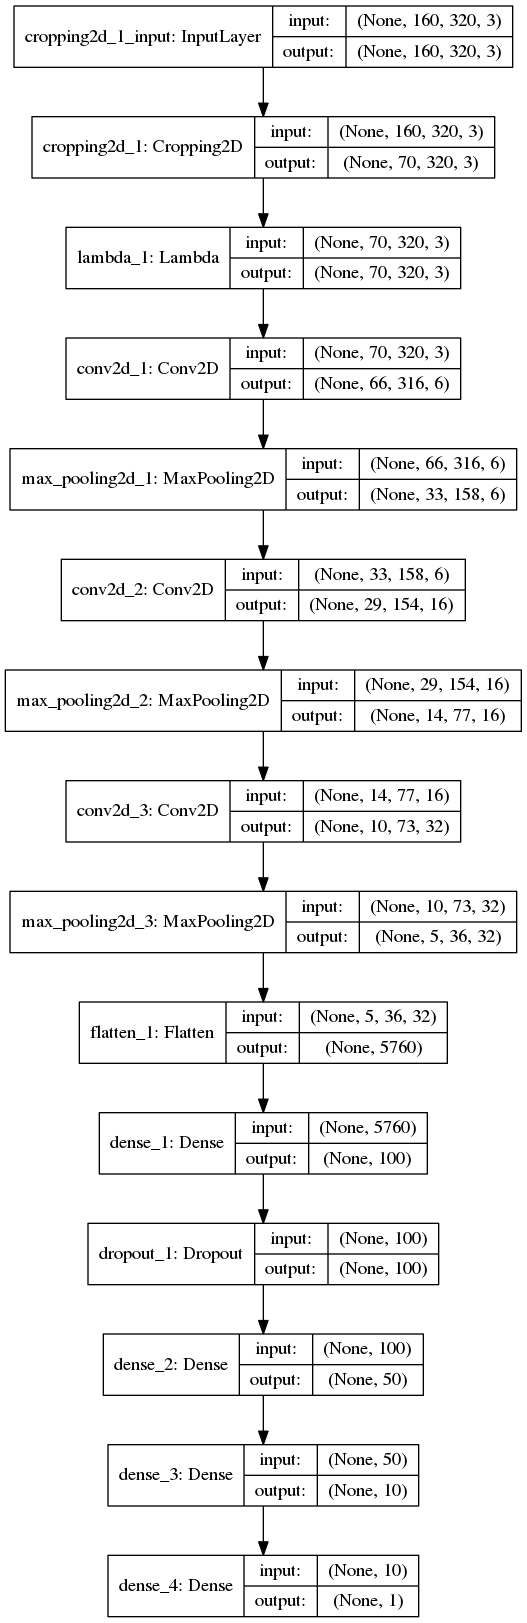 cropping2d_1_input: InputLayer
input: (None, 160, 320, 3)
output: (None, 160, 320, 3)
cropping2d_1: Cropping2D
input: (None, 160, 320, 3)
output: (None, 70, 320, 3)
lambda_1: Lambda
input: (None, 70, 320, 3)
output: (None, 70, 320, 3)
conv2d_1: Conv2D
input: (None, 70, 320, 3)
output: (None, 66, 316, 6)
max_pooling2d_1: MaxPooling2D
input: (None, 66, 316, 6)
output: (None, 33, 158, 6)
conv2d_2: Conv2D
input: (None, 33, 158, 6)
output: (None, 29, 154, 16)
max_pooling2d_2: MaxPooling2D
input: (None, 29, 154, 16)
output: (None, 14, 77, 16)
conv2d_3: Conv2D
input: (None, 14, 77, 16)
output: (None, 10, 73, 32)
max_pooling2d_3: MaxPooling2D
input: (None, 10, 73, 32)
output: (None, 5, 36, 32)
flatten_1: Flatten
input: (None, 5, 36, 32)
output: (None, 5760)
dense_1: Dense
input: (None, 5760)
output: (None, 100)
dropout_1: Dropout
input: (None, 100)
output: (None, 100)
dense_2: Dense
input: (None, 100)
output: (None, 50)
dense_3: Dense
input: (None, 50)
output: (None, 10)
dense_4: Dense
input: (None, 10)
output: (None, 1)